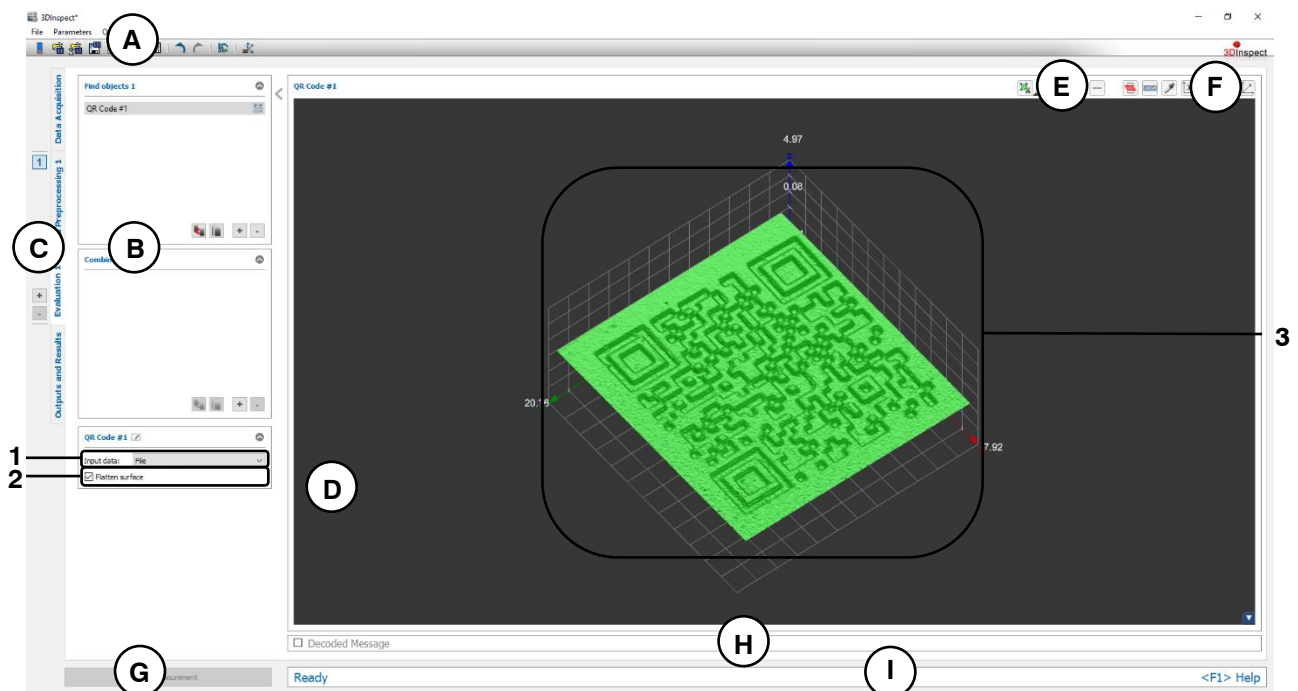 3DInspect*
File Parameters
A
3DInspect
Data Acquisition
Find objects 1
QR Code #1
QR Code #1
E
F
4.97
z
0.08
1
Preprocessing 1
C
B
Evaluation 1
3
+ -
+
-
Outputs and Results
20.16
7.92
+ -
QR Code #1
1
Input data: File
2
Flatten surface
D
Decoded Message
H
G
Ready
I
<F1> Help